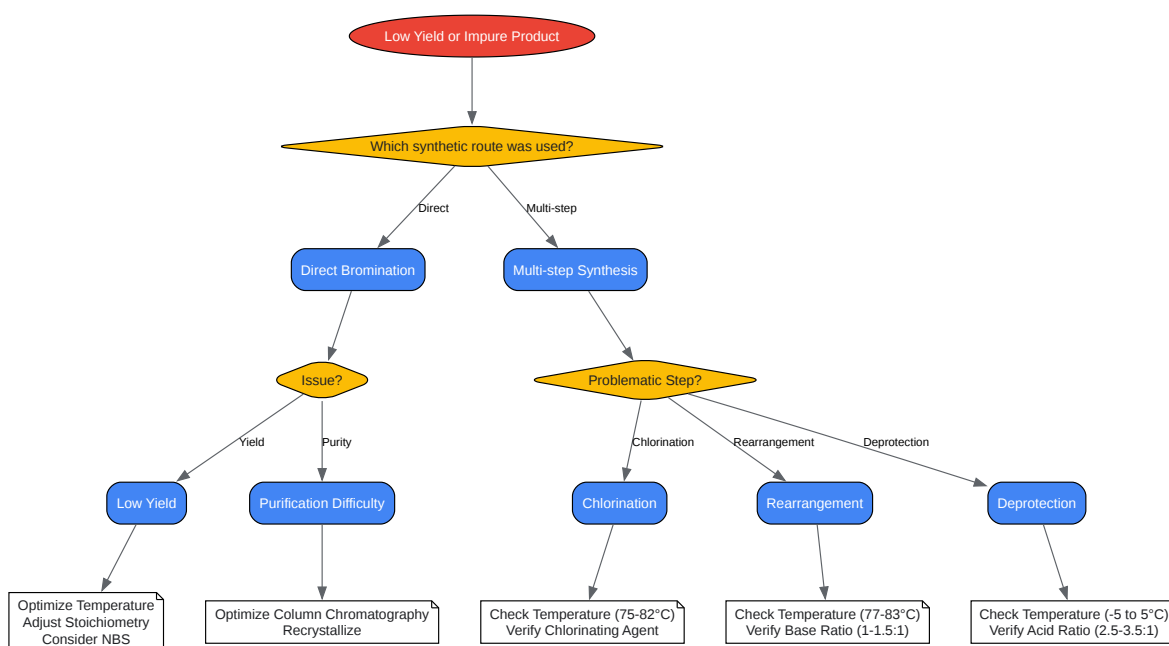 Low Yield or Impure Product
Which synthetic route was used?
Direct
Multi-step
Direct Bromination
Multi-step Synthesis
Issue?
Problematic Step?
Yield
Purity
Chlorination
Rearrangement
Deprotection
Low Yield
Purification Difficulty
Chlorination
Rearrangement
Deprotection
Optimize Temperature
Adjust Stoichiometry
Consider NBS
Optimize Column Chromatography
Recrystallize
Check Temperature (75-82°C)
Verify Chlorinating Agent
Check Temperature (77-83°C)
Verify Base Ratio (1-1.5:1)
Check Temperature (-5 to 5°C)
Verify Acid Ratio (2.5-3.5:1)